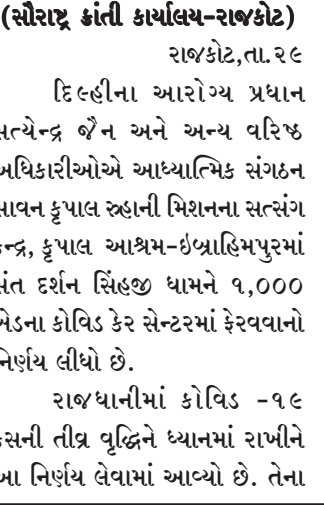 (સૌરાષ્ટ્ર ક્રાંતી કાર્યાલય-રાજકોટ)
રાજકોટ,તા.૨૯
દિલ્હીના આરોગ્ય પ્રધાન
સત્યેન્દ્ર જૈન અને અન્ય વરિષ્ઠ
અધિકારીઓએ આધ્યાત્મિક સંગઠન
સાવન કૃપાલ રુહાની મિશનના સત્સંગ
કેન્દ્ર, કૃપાલ આશ્રમ-ઇબ્રાહિમપુરમાં
સંત દર્શન સિંહજી ધામને ૧,૦૦૦
બેડના કોવિડ કેર સેન્ટરમાં ફેરવવાનો
નિર્ણય લીધો છે.
રાજધાનીમાં કોવિડ -૧૯
કેસની તીવ્ર વૃદ્ધિને ધ્યાનમાં રાખીને
આ નિર્ણય લેવામાં આવ્યો છે. તેના